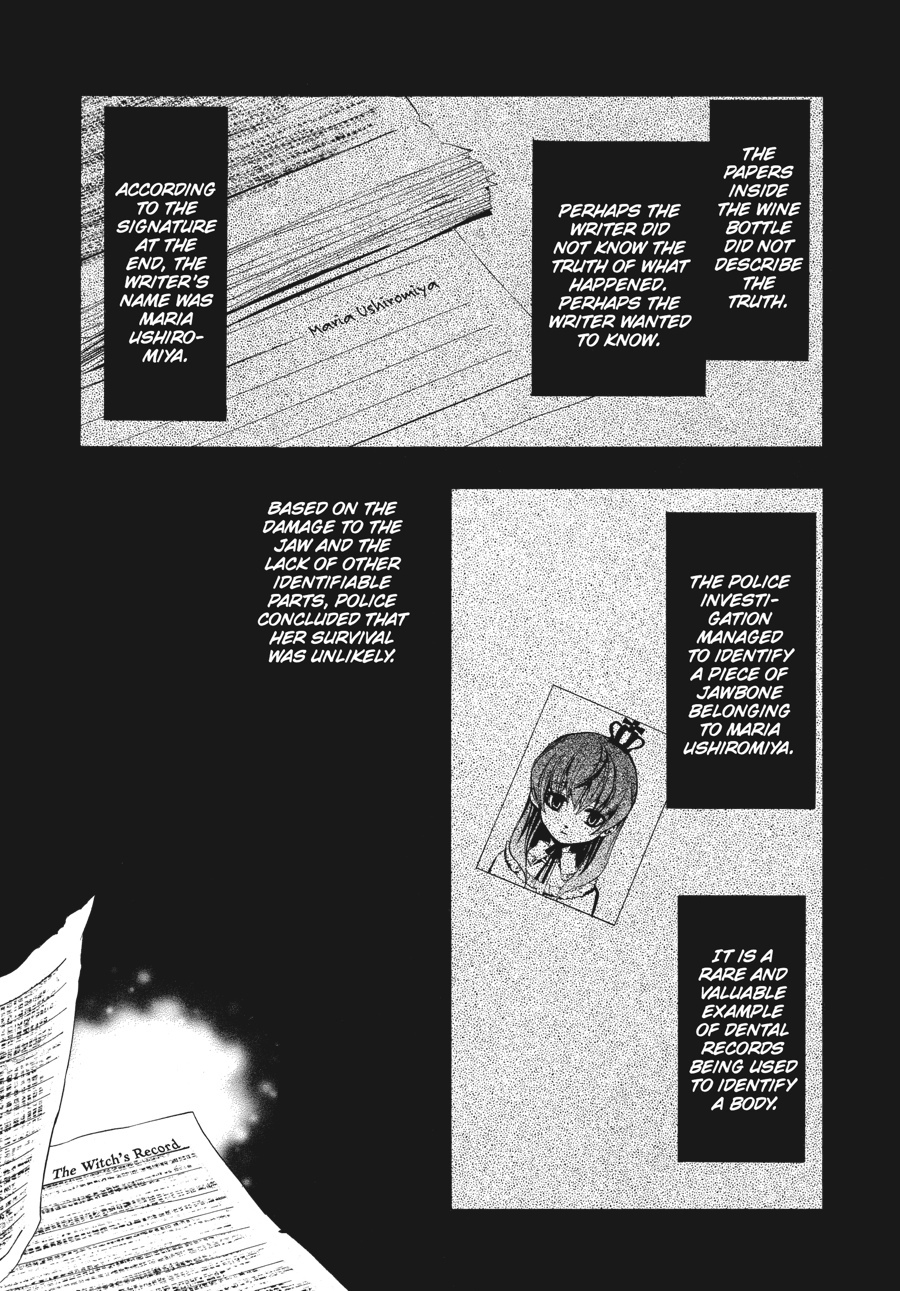 THE
PAPERS
INSIDE
THE WINE
BOTTLE
DID NOT
DESCRIBE
THE
TRUTH.
PERHAPS THE
WRITER DID
NOT KNOW THE
TRUTH OF WHAT
HAPPENED.
PERHAPS THE
WRITER WANTED
TO KNOW.
Maria Ushiromiya
ACCORDING
TO THE
SIGNATURE
AT THE
END, THE
WRITER'S
NAME WAS
MARIA
USHIRO-
MIYA.
THE POLICE
INVESTI-
GATION
MANAGED
TO IDENTIFY
A PIECE OF
JAWBONE
BELONGING
TO MARIA
USHIROMIYA.
IT IS A
RARE AND
VALUABLE
EXAMPLE
OF DENTAL
RECORDS
BEING USED
TO IDENTIFY
A BODY.
BASED ON THE
DAMAGE TO THE
JAW AND THE
LACK OF OTHER
IDENTIFIABLE
PARTS, POLICE
CONCLUDED THAT
HER SURVIVAL
WAS UNLIKELY.
The Witch's Record